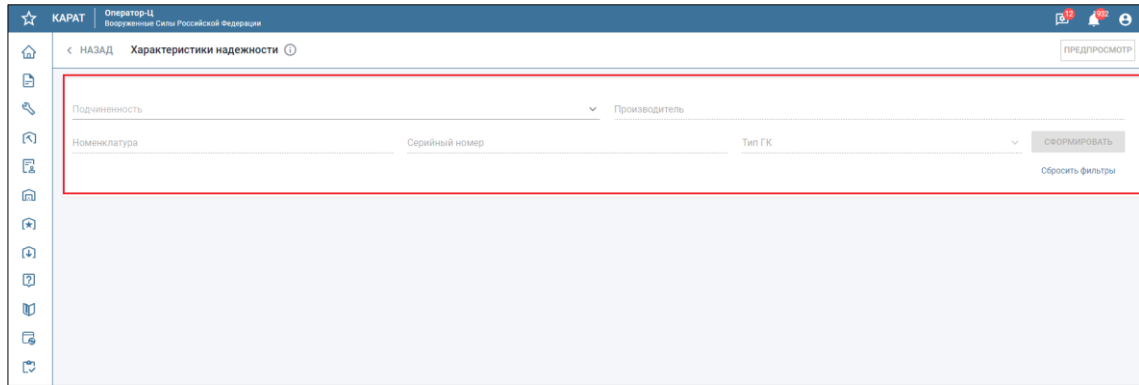 КАРАТ
Оператор-Ц
Вооруженные Силы Российской Федерации
12
932
НАЗАД
Характеристики надежности
ПРЕДПРОСМОТР
Подчиненность
Производитель
Номенклатура
Серийный номер
Тип ГК
СФОРМИРОВАТЬ
Сбросить фильтры